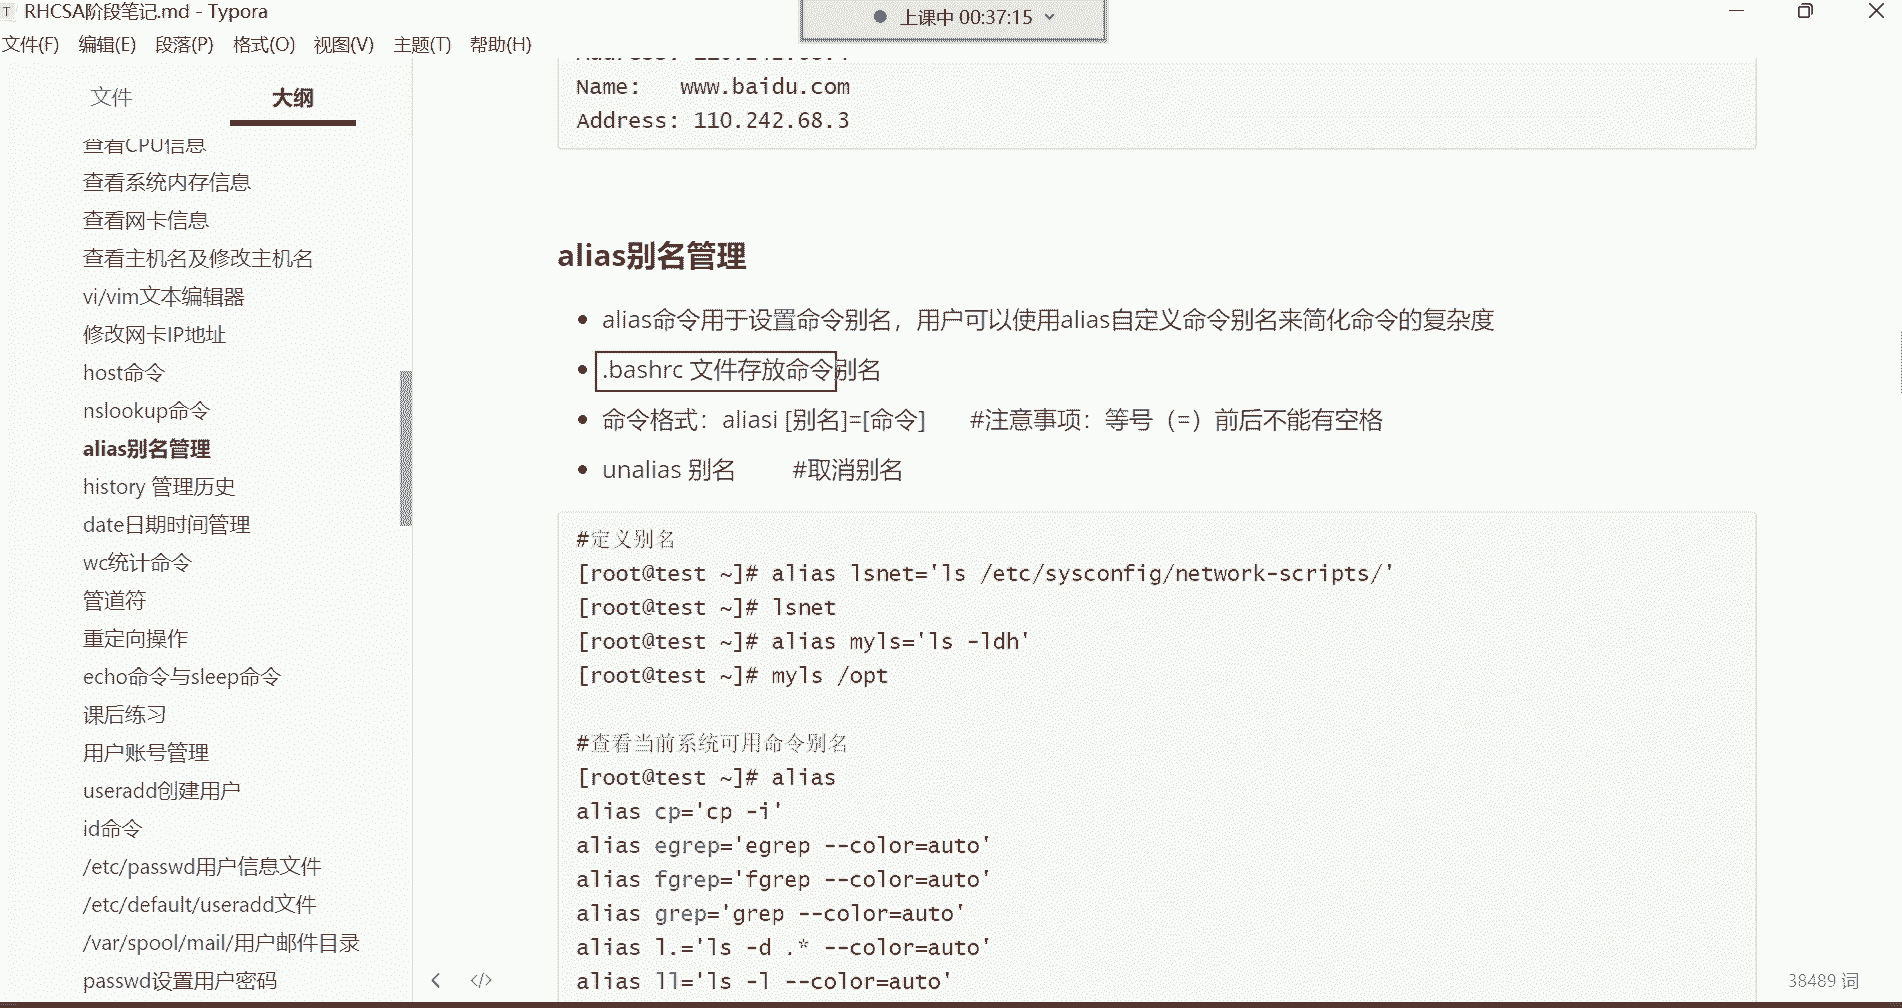 RHCSA阶段笔记.md - Typora
上课中 00:37:15
文件(F) 编辑(E) 段落(P) 格式(O) 视图(V) 主题(T) 帮助(H)
文件 大纲
查看CPU信息
查看系统内存信息
查看网卡信息
查看主机名及修改主机名
vi/vim文本编辑器
修改网卡IP地址
host命令
nslookup命令
alias别名管理
history 管理历史
date日期时间管理
wc统计命令
管道符
重定向操作
echo命令与sleep命令
课后练习
用户账号管理
useradd创建用户
id命令
/etc/passwd用户信息文件
/etc/default/useradd文件
/var/spool/mail/用户邮件目录
passwd设置用户密码
Name:   www.baidu.com
Address: 110.242.68.3
alias别名管理
alias命令用于设置命令别名，用户可以使用alias自定义命令别名来简化命令的复杂度
.bashrc 文件存放命令别名
命令格式：aliasi [别名]=[命令] #注意事项：等号（=）前后不能有空格
unalias 别名 #取消别名
#定义别名
[root@test ~]# alias lsnet='ls /etc/sysconfig/network-scripts/'
[root@test ~]# lsnet
[root@test ~]# alias myls='ls -ldh'
[root@test ~]# myls /opt
#查看当前系统可用命令别名
[root@test ~]# alias
alias cp='cp -i'
alias egrep='egrep --color=auto'
alias fgrep='fgrep --color=auto'
alias grep='grep --color=auto'
alias l.='ls -d .* --color=auto'
alias ll='ls -l --color=auto'
38489 词